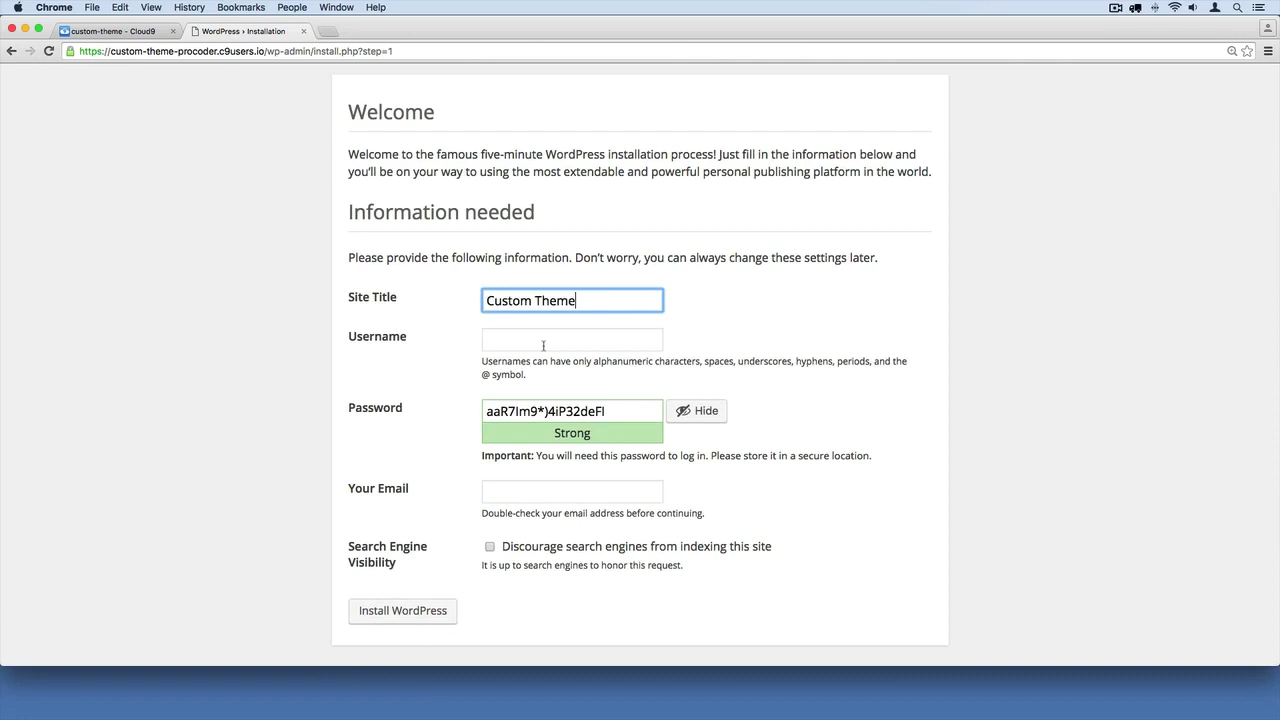 Chrome File Edit View History Bookmarks People Window Help
custom-theme - Cloud9 × WordPress › Installation ×
https://custom-theme-procoder.c9users.io/wp-admin/install.php?step=1
Welcome
Welcome to the famous five-minute WordPress installation process! Just fill in the information below and
you'll be on your way to using the most extendable and powerful personal publishing platform in the world.
Information needed
Please provide the following information. Don't worry, you can always change these settings later.
Site Title Custom Theme
Username
Usernames can have only alphanumeric characters, spaces, underscores, hyphens, periods, and the
@ symbol.
Password aaR7Im9*)4iP32deFI Hide
Strong
Important: You will need this password to log in. Please store it in a secure location.
Your Email
Double-check your email address before continuing.
Search Engine Discourage search engines from indexing this site
Visibility
It is up to search engines to honor this request.
Install WordPress